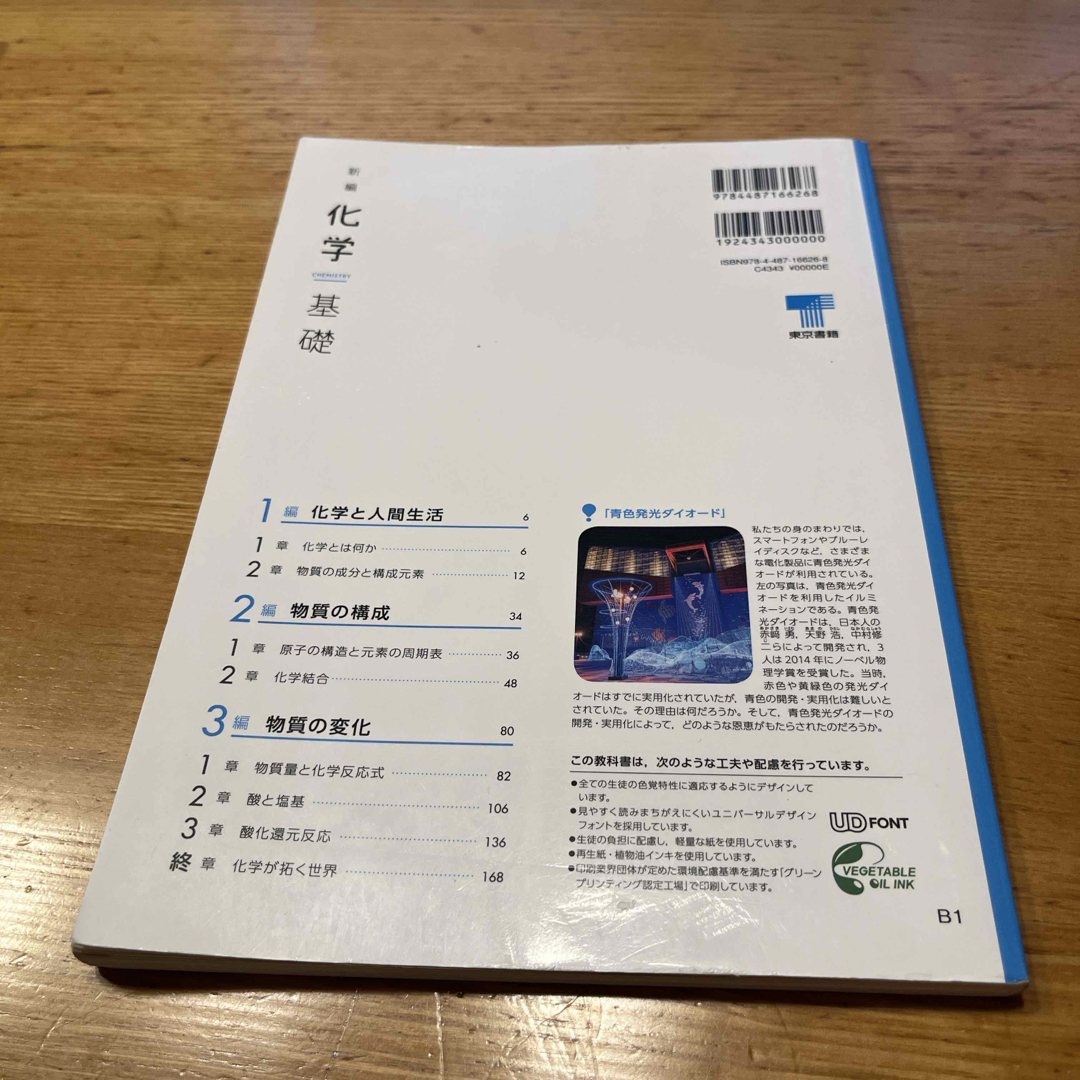 新編
化学
CHEMISTRY
基礎
9784487166268
1924343000000
ISBN978-4-487-16626-8
C4343 ¥00000E
東京書籍
1編 化学と人間生活 6
1章 化学とは何か 6
2章 物質の成分と構成元素 12
2編 物質の構成 34
1章 原子の構造と元素の周期表 36
2章 化学結合 48
3編 物質の変化 80
1章 物質量と化学反応式 82
2章 酸と塩基 106
3章 酸化還元反応 136
終章 化学が拓く世界 168
「青色発光ダイオード」
私たちの身のまわりでは,
スマートフォンやブルーレ
イディスクなど, さまざま
な電化製品に青色発光ダイ
オードが利用されている。
左の写真は, 青色発光ダイ
オードを利用したイルミ
ネーションである。青色発
光ダイオードは, 日本人の
赤﨑 勇, 天野 浩, 中村修
二らによって開発され, 3
人は 2014 年にノーベル物
理学賞を受賞した。当時,
赤色や黄緑色の発光ダイ
オードはすでに実用化されていたが, 青色の開発・実用化は難しいと
されていた。その理由は何だろうか。そして, 青色発光ダイオードの
開発・実用化によって, どのような恩恵がもたらされたのだろうか。
この教科書は, 次のような工夫や配慮を行っています。
●全ての生徒の色覚特性に適応するようにデザインして
います。
●見やすく読みまちがえにくいユニバーサルデザイン
フォントを採用しています。
●生徒の負担に配慮し, 軽量な紙を使用しています。
●再生紙・植物油インキを使用しています。
●印刷業界団体が定めた環境配慮基準を満たす「グリーン
プリンティング認定工場」で印刷しています。
UD FONT
VEGETABLE
OIL INK
B1